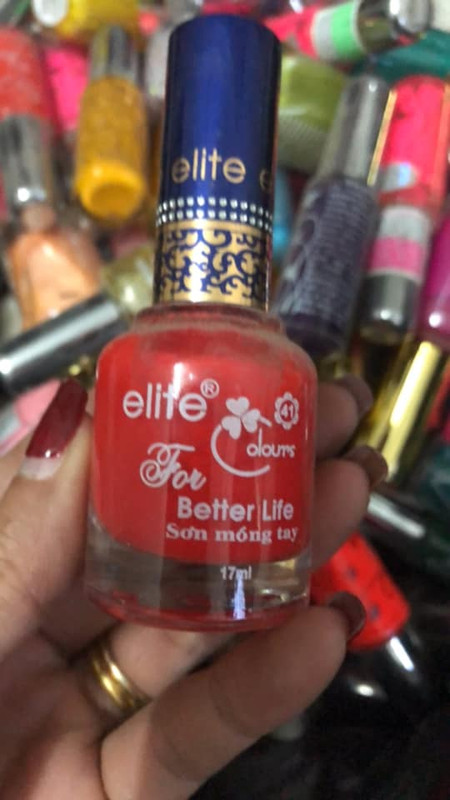 elite e
elite® 41
Colours
For
Better Life
Sơn móng tay
17ml